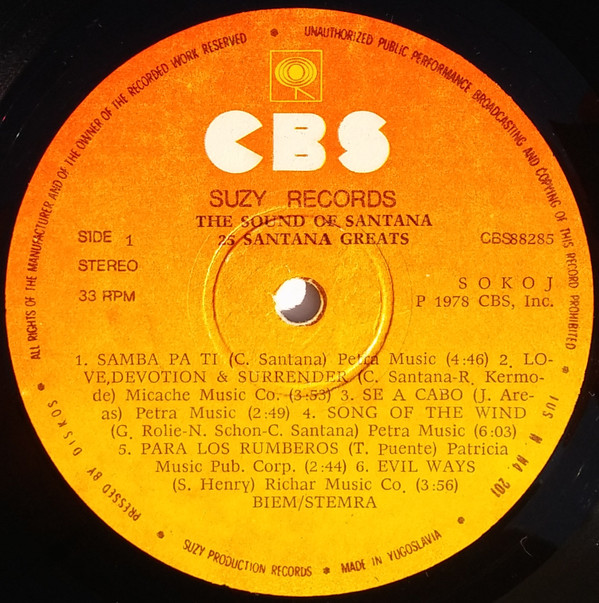 ALL RIGHTS OF THE MANUFACTURER AND OF THE OWNER OF THE RECORDED WORK RESERVED • UNAUTHORIZED PUBLIC PERFORMANCE BROADCASTING AND COPYING OF THIS RECORD PROHIBITED
CBS
SUZY RECORDS
THE SOUND OF SANTANA
25 SANTANA GREATS
SIDE 1
STEREO
33 RPM
CBS88285
SOKOJ
P 1978 CBS, Inc.
1. SAMBA PA TI (C. Santana) Petra Music (4:46) 2. LO-
VE,DEVOTION & SURRENDER (C. Santana-R. Kermo-
de) Micache Music Co. (3:53) 3. SE A CABO (J. Are-
as) Petra Music (2:49) 4. SONG OF THE WIND
(G. Rolie-N. Schon-C. Santana) Petra Music (6:03)
5. PARA LOS RUMBEROS (T. Puente) Patricia
Music Pub. Corp. (2:44) 6. EVIL WAYS
(S. Henry) Richar Music Co. (3:56)
BIEM/STEMRA
PRESSED BY DISKOS • SUZY PRODUCTION RECORDS • MADE IN YUGOSLAVIA • JUS N. N4. 201